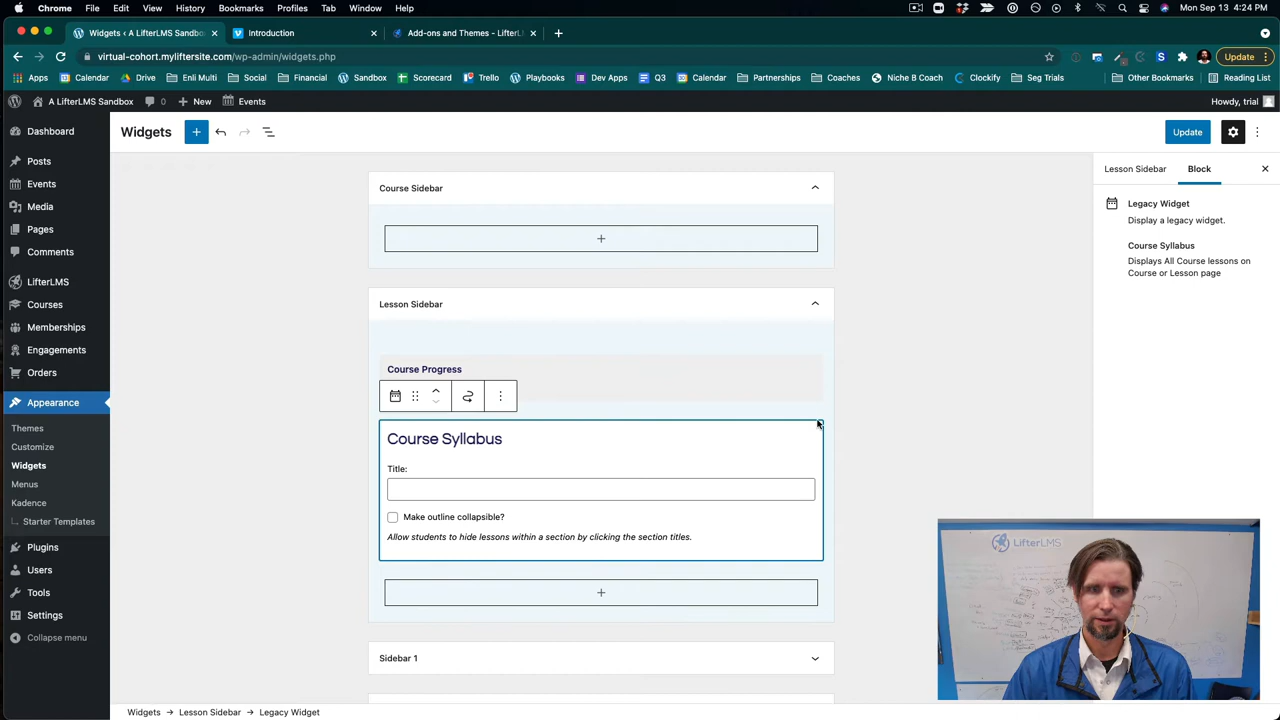 Chrome File Edit View History Bookmarks Profiles Tab Window Help Mon Sep 13 4:24 PM
Widgets < A LifterLMS Sandbo Introduction Add-ons and Themes - LifterL
virtual-cohort.myliftersite.com/wp-admin/widgets.php Update
Apps Calendar Drive Enli Multi Social Financial Sandbox Scorecard Trello Playbooks Dev Apps Q3 Calendar Partnerships Coaches Niche B Coach Clockify Seg Trials Other Bookmarks Reading List
A LifterLMS Sandbox 0 New Events Howdy, trial
Dashboard
Posts
Events
Media
Pages
Comments
LifterLMS
Courses
Memberships
Engagements
Orders
Appearance
Themes
Customize
Widgets
Menus
Kadence
Starter Templates
Plugins
Users
Tools
Settings
Collapse menu
Widgets
Update
Course Sidebar
Lesson Sidebar
Course Progress
Course Syllabus
Title:
Make outline collapsible?
Allow students to hide lessons within a section by clicking the section titles.
Sidebar 1
Lesson Sidebar Block
Legacy Widget
Display a legacy widget.
Course Syllabus
Displays All Course lessons on
Course or Lesson page
LifterLMS
Widgets → Lesson Sidebar → Legacy Widget